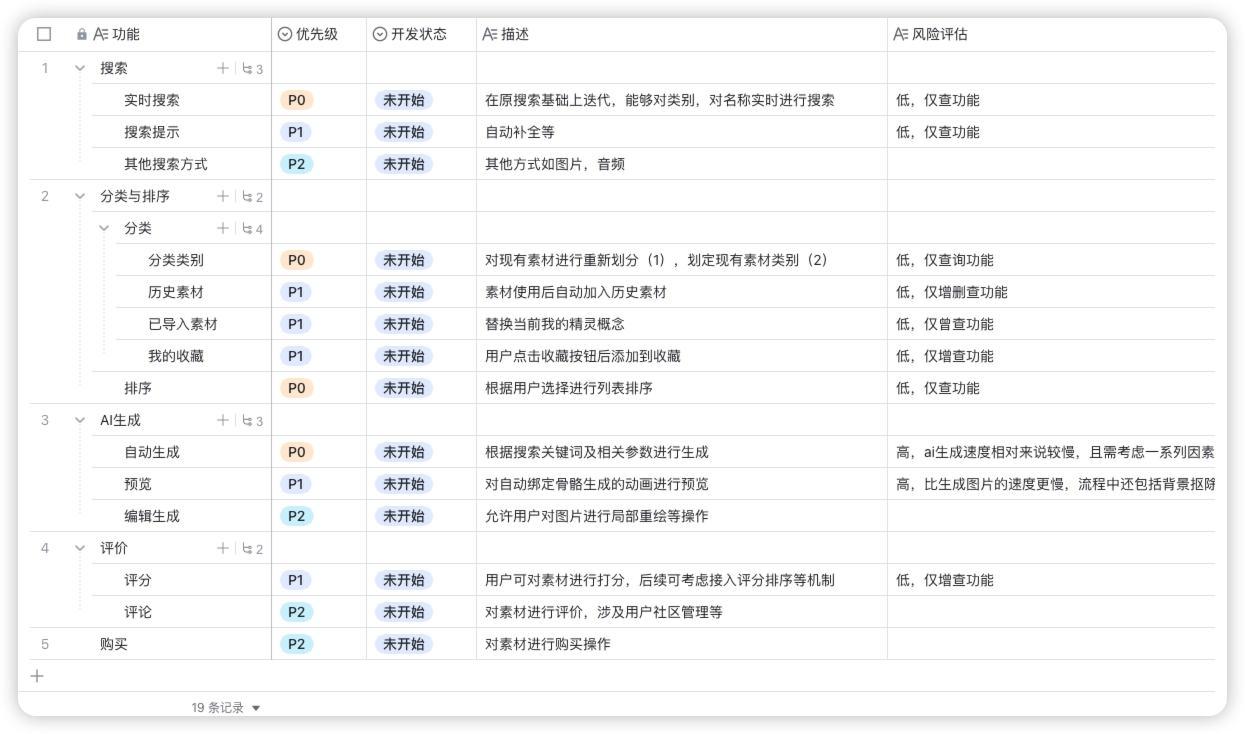 功能 优先级 开发状态 描述 风险评估
1 搜索 3
实时搜索 P0 未开始 在原搜索基础上迭代，能够对类别，对名称实时进行搜索 低，仅查功能
搜索提示 P1 未开始 自动补全等 低，仅查功能
其他搜索方式 P2 未开始 其他方式如图片，音频
2 分类与排序 2
分类 4
分类类别 P0 未开始 对现有素材进行重新划分（1），划定现有素材类别（2） 低，仅查询功能
历史素材 P1 未开始 素材使用后自动加入历史素材 低，仅增删查功能
已导入素材 P1 未开始 替换当前我的精灵概念 低，仅曾查功能
我的收藏 P1 未开始 用户点击收藏按钮后添加到收藏 低，仅增查功能
排序 P0 未开始 根据用户选择进行列表排序 低，仅查功能
3 AI生成 3
自动生成 P0 未开始 根据搜索关键词及相关参数进行生成 高，ai生成速度相对来说较慢，且需考虑一系列因素
预览 P1 未开始 对自动绑定骨骼生成的动画进行预览 高，比生成图片的速度更慢，流程中还包括背景抠除
编辑生成 P2 未开始 允许用户对图片进行局部重绘等操作
4 评价 2
评分 P1 未开始 用户可对素材进行打分，后续可考虑接入评分排序等机制 低，仅增查功能
评论 P2 未开始 对素材进行评价，涉及用户社区管理等
5 购买 P2 未开始 对素材进行购买操作
19 条记录